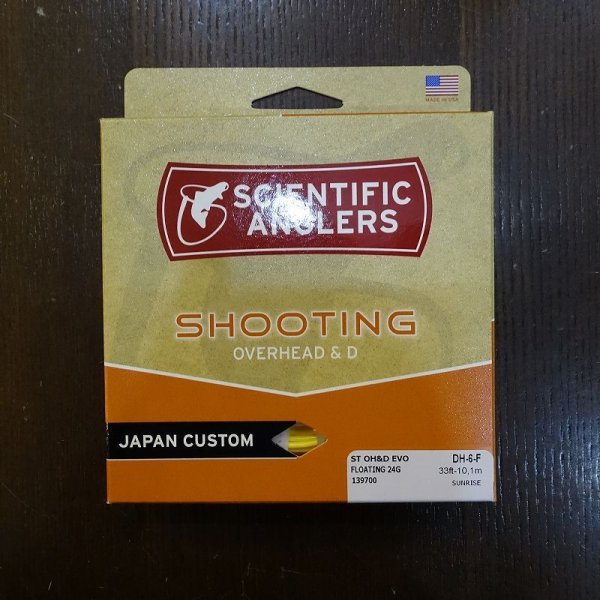 MADE IN USA
SCIENTIFIC
ANGLERS
SHOOTING
OVERHEAD & D
JAPAN CUSTOM
ST OH&D EVO DH-6-F
FLOATING 24G 33ft-10,1m
139700 SUNRISE